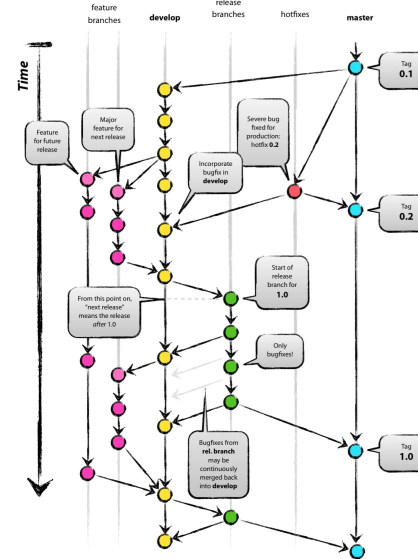 feature
branches
develop
release
branches
hotfixes
master
Time
Tag
0.1
Feature
for future
release
Major
feature for
next release
Severe bug
fixed for
production:
hotfix 0.2
Incorporate
bugfix in
develop
Tag
0.2
Start of
release
branch for
1.0
From this point on,
"next release"
means the release
after 1.0
Only
bugfixes!
Bugfixes from
rel. branch
may be
continuously
merged back
into develop
Tag
1.0